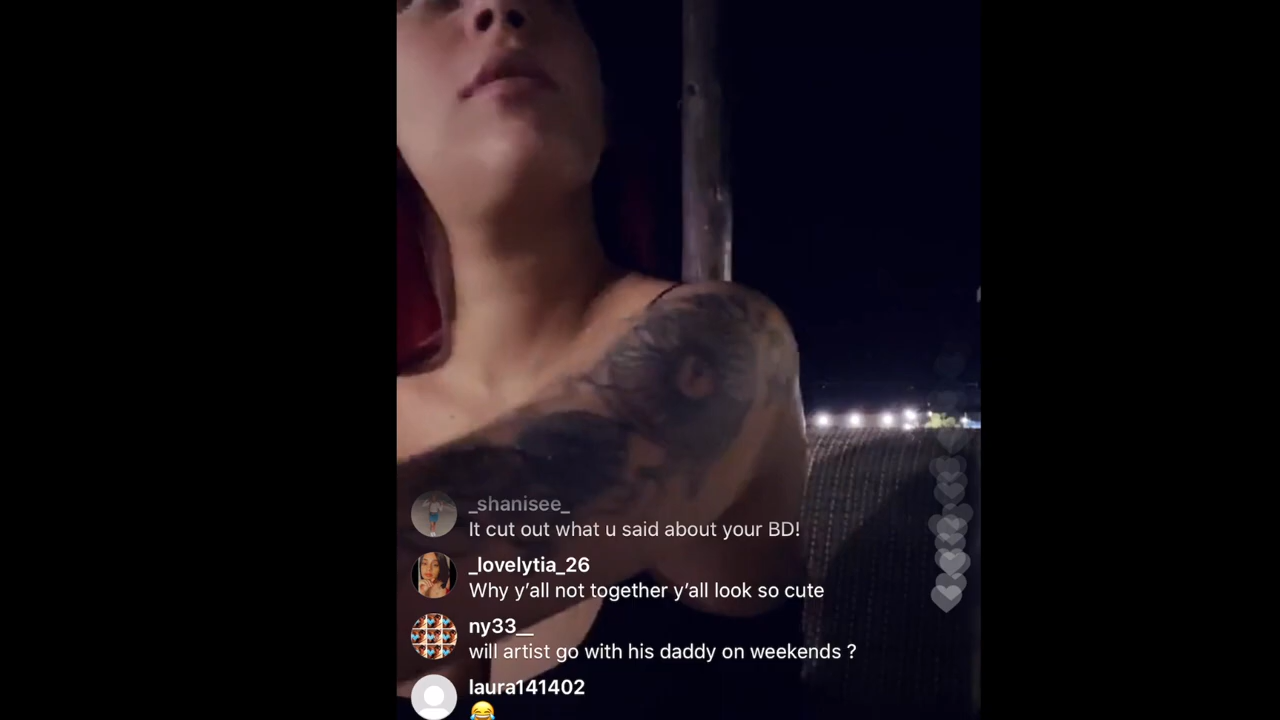 _shanisee_
It cut out what u said about your BD!
_lovelytia_26
Why y’all not together y’all look so cute
ny33__
will artist go with his daddy on weekends ?
laura141402
😂